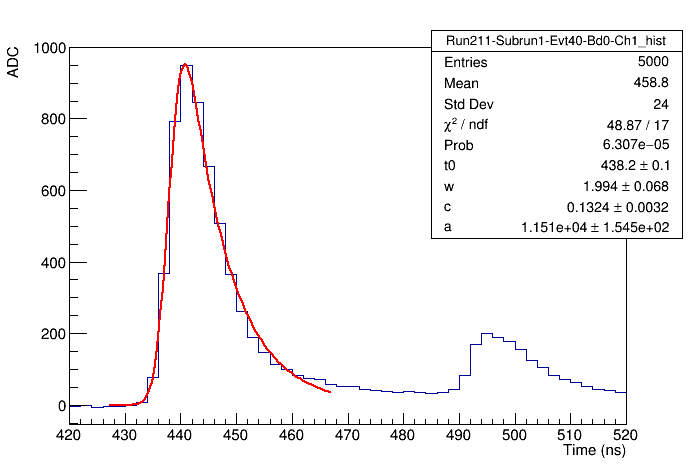 Run211-Subrun1-Evt40-Bd0-Ch1_hist
Entries 5000
Mean 458.8
Std Dev 24
χ² / ndf 48.87 / 17
Prob 6.307e−05
t0 438.2 ± 0.1
w 1.994 ± 0.068
c 0.1324 ± 0.0032
a 1.151e+04 ± 1.545e+02
ADC
1000
800
600
400
200
0
420 430 440 450 460 470 480 490 500 510 520
Time (ns)